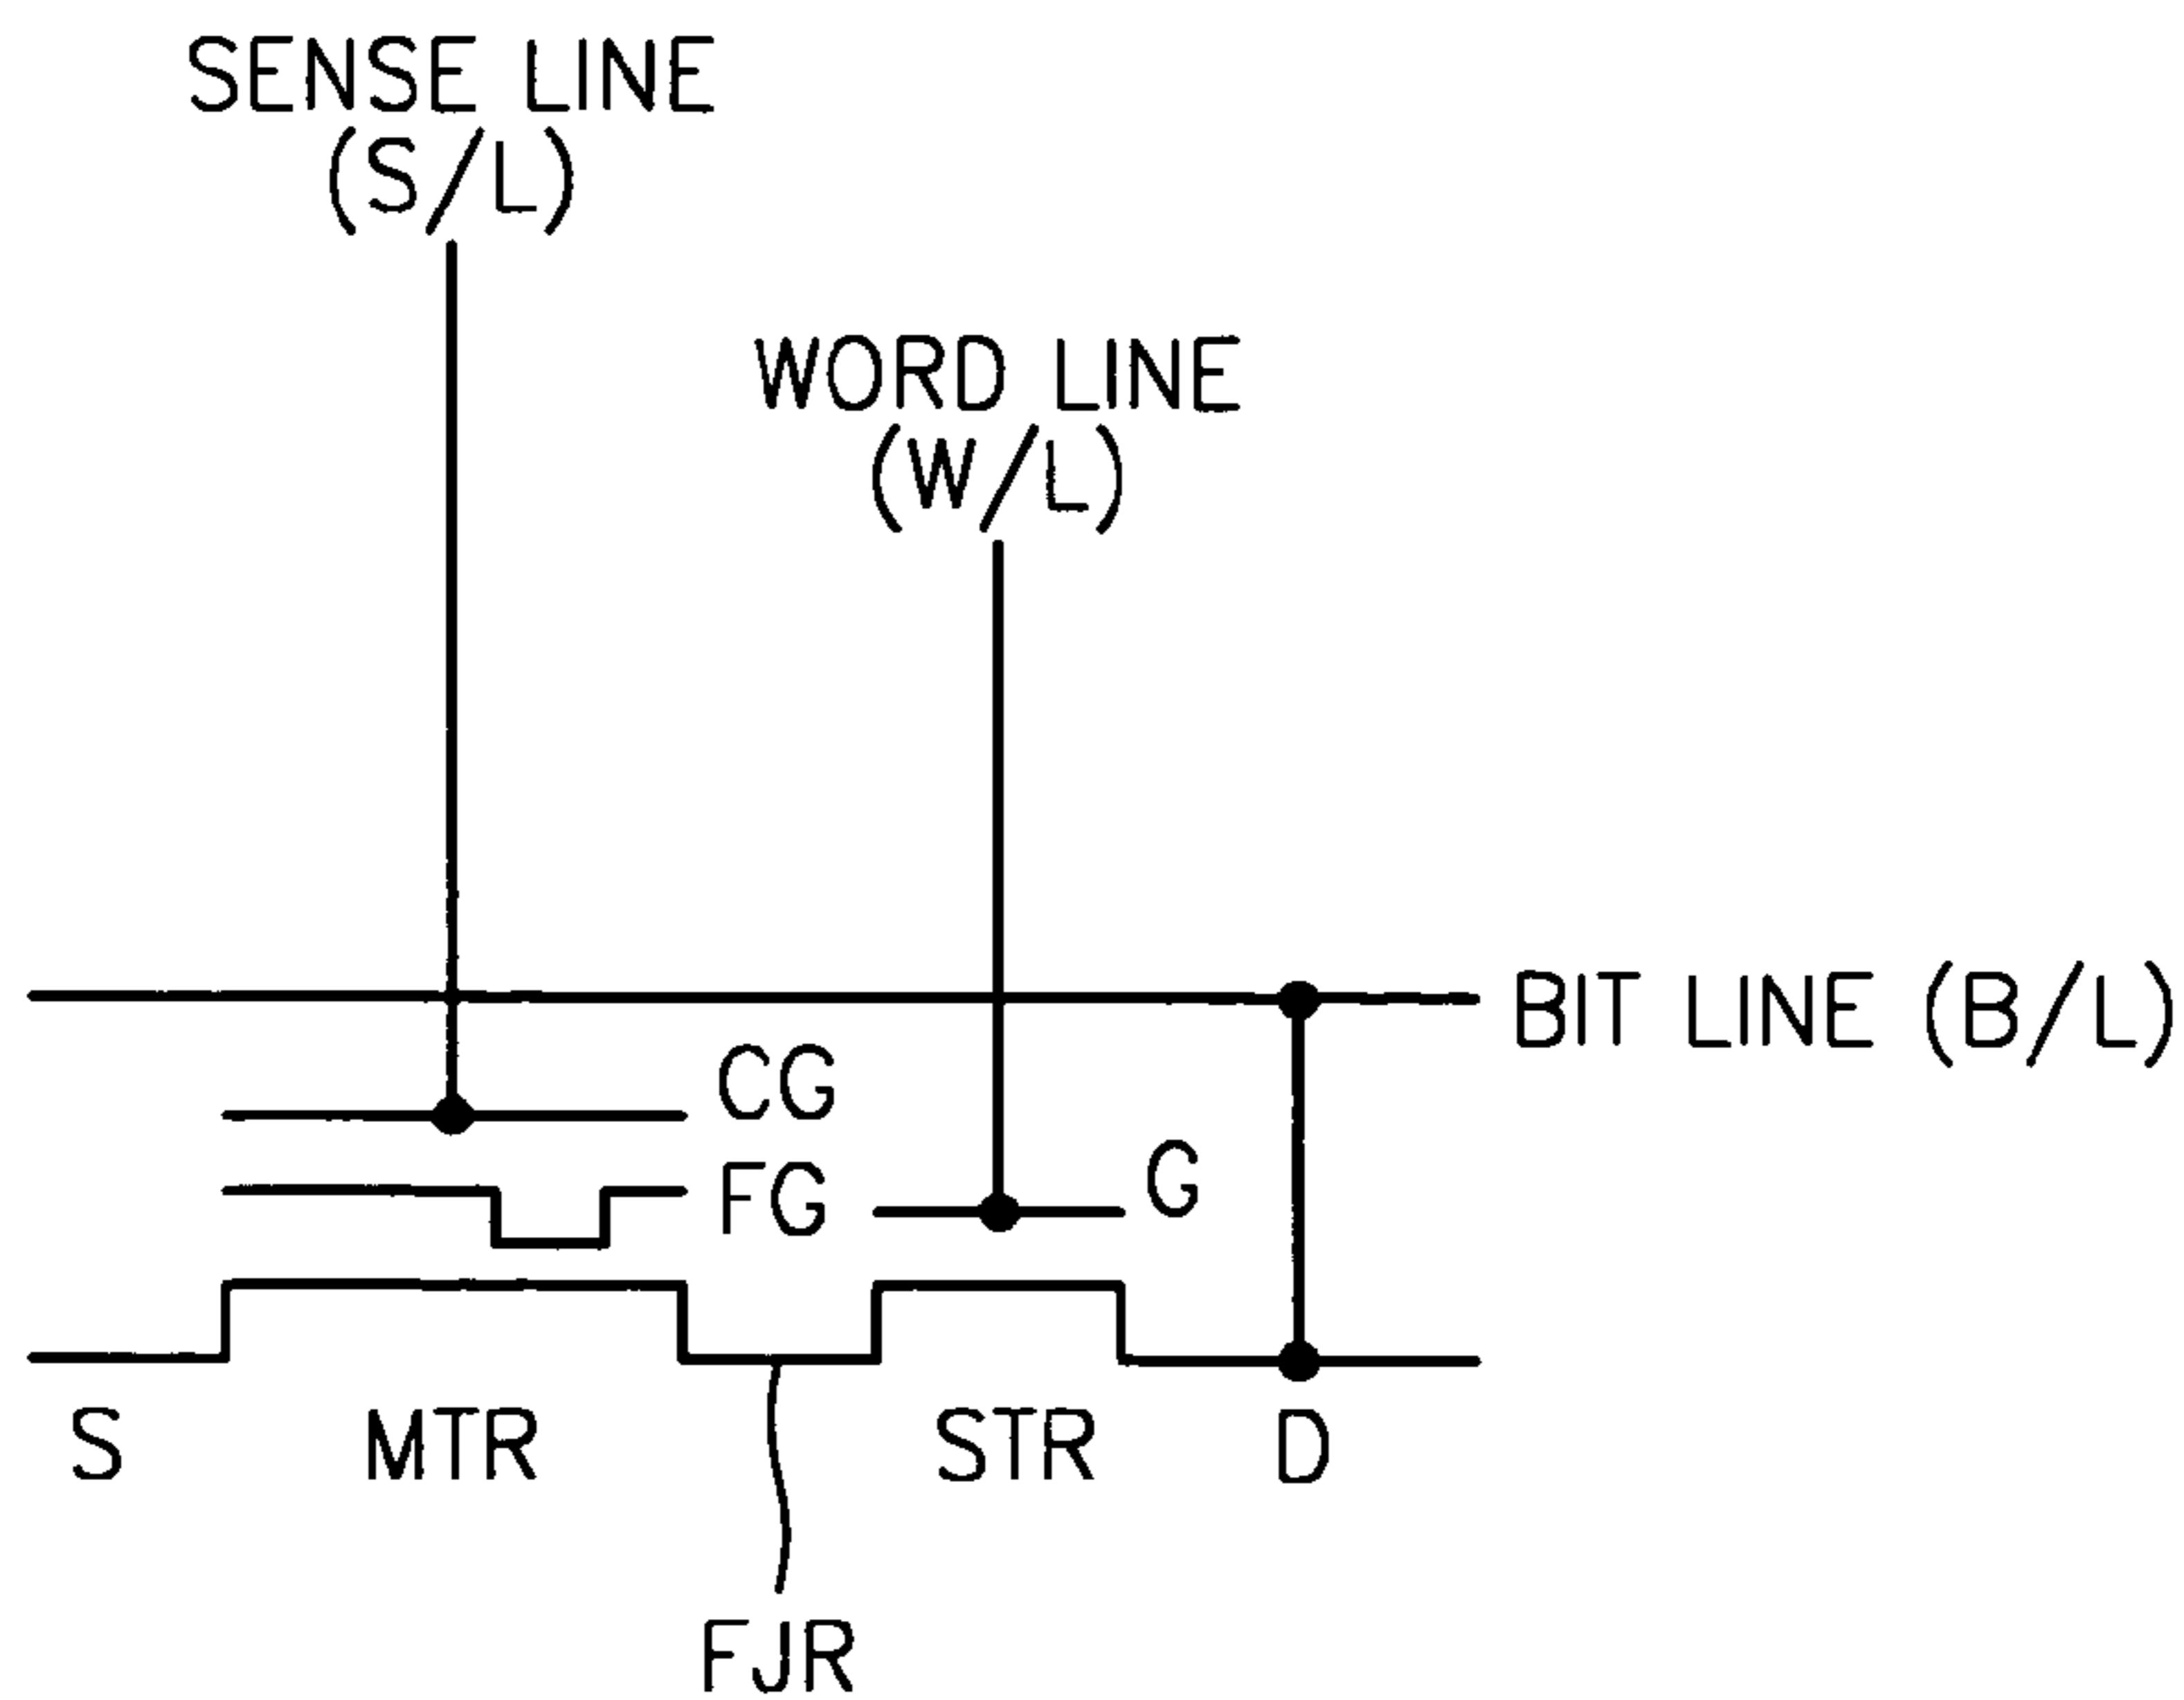 SENSE LINE
(S/L)
WORD LINE
(W/L)
BIT LINE (B/L)
CG
FG
G
S
MTR
STR
D
FJR